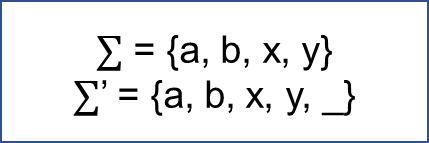 ∑ = {a, b, x, y}
∑’ = {a, b, x, y, _}